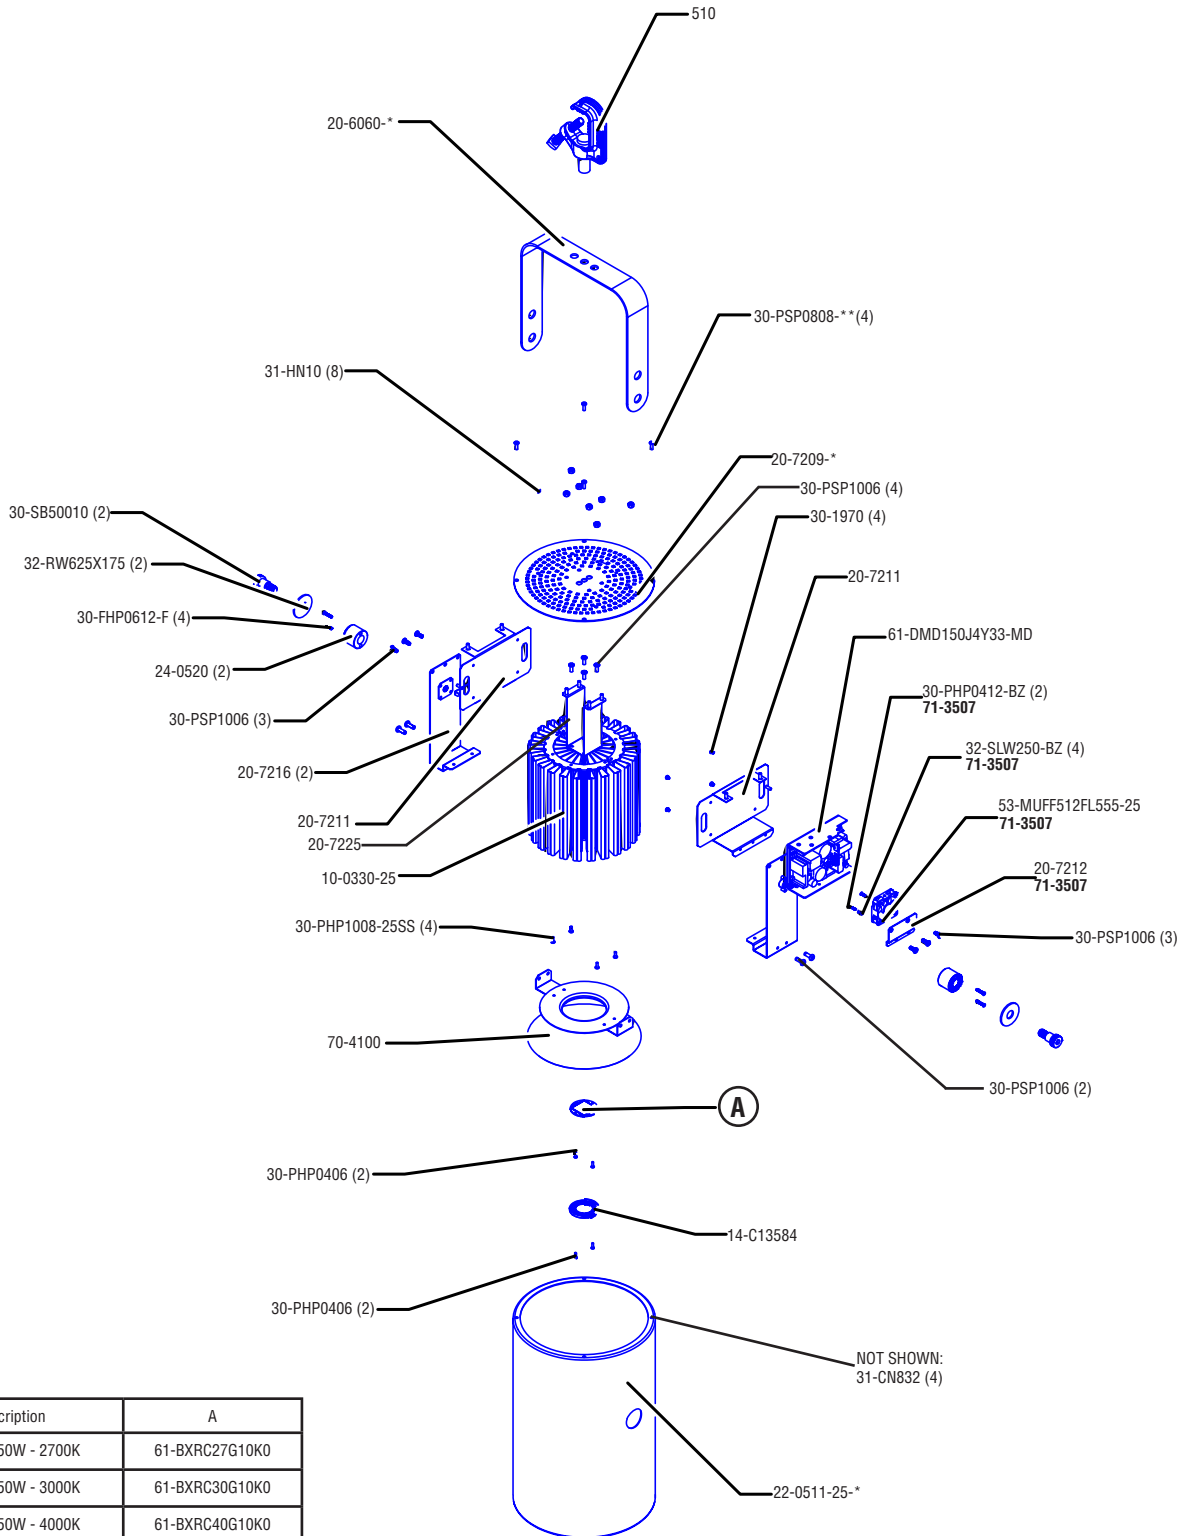 510
20-6060-*
30-PSP0808-**(4)
31-HN10 (8)
20-7209-*
30-PSP1006 (4)
30-SB50010 (2)
30-1970 (4)
32-RW625X175 (2)
20-7211
30-FHP0612-F (4)
61-DMD150J4Y33-MD
24-0520 (2)
30-PHP0412-BZ (2)
71-3507
30-PSP1006 (3)
32-SLW250-BZ (4)
71-3507
20-7216 (2)
53-MUFF512FL555-25
71-3507
20-7211
20-7225
10-0330-25
20-7212
71-3507
30-PHP1008-25SS (4)
30-PSP1006 (3)
70-4100
30-PSP1006 (2)
A
30-PHP0406 (2)
14-C13584
30-PHP0406 (2)
NOT SHOWN:
31-CN832 (4)
22-0511-25-*
cription A
50W - 2700K 61-BXRC27G10K0
50W - 3000K 61-BXRC30G10K0
50W - 4000K 61-BXRC40G10K0